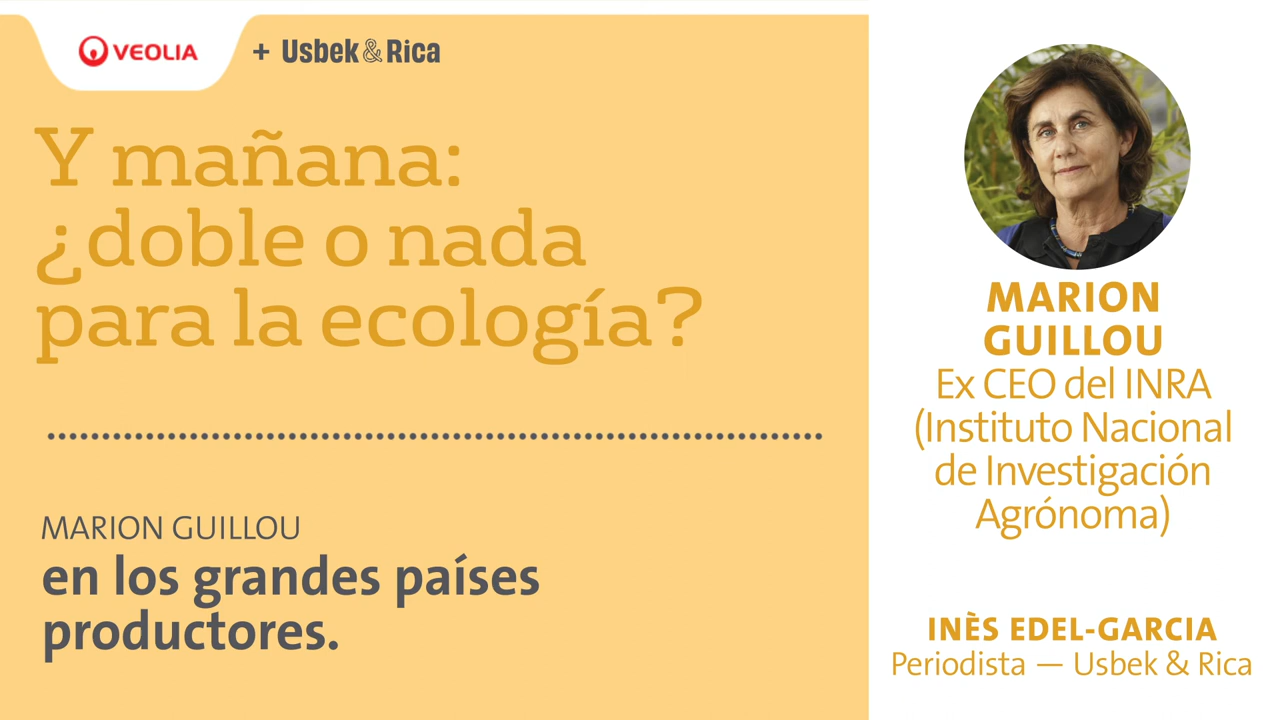 VEOLIA + Usbek & Rica
Y mañana:
¿doble o nada
para la ecología?
MARION GUILLOU
en los grandes países
productores.
MARION
GUILLOU
Ex CEO del INRA
(Instituto Nacional
de Investigación
Agrónoma)
INÈS EDEL-GARCIA
Periodista — Usbek & Rica